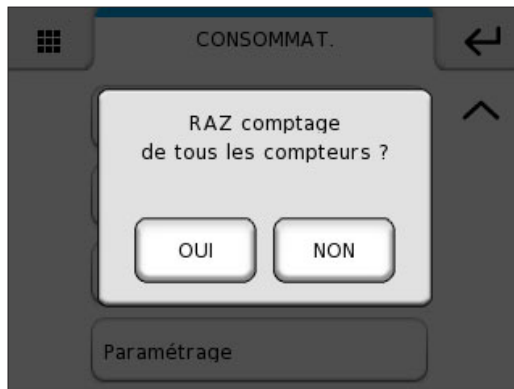 CONSOMMAT.
RAZ comptage
de tous les compteurs ?
OUI
NON
Paramétrage